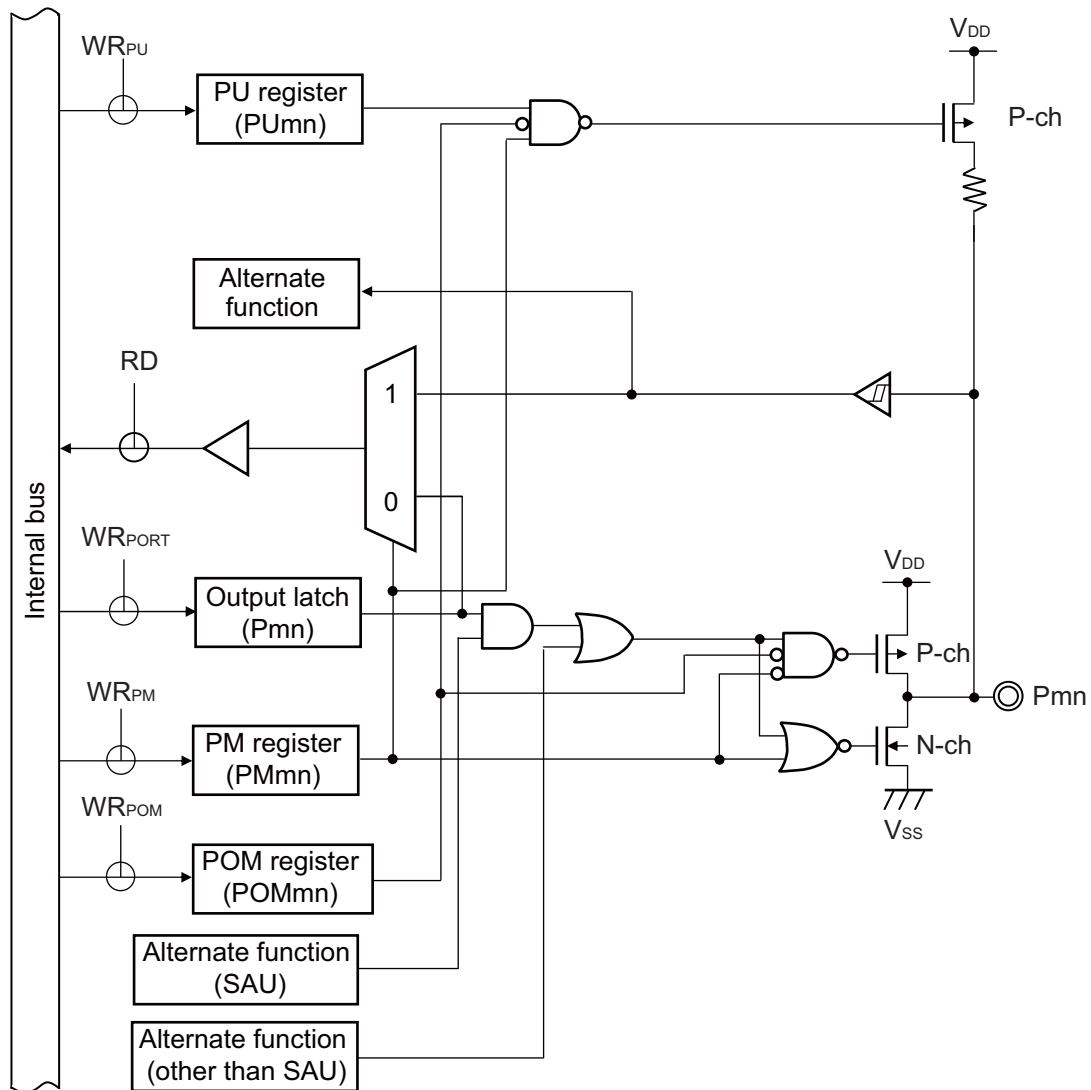 WRPU
PU register
(PUmn)
VDD
P-ch
Alternate
function
RD
1
0
Internal bus
WRPORT
Output latch
(Pmn)
VDD
P-ch
Pmn
WRPM
PM register
(PMmn)
N-ch
VSS
WRPOM
POM register
(POMmn)
Alternate function
(SAU)
Alternate function
(other than SAU)